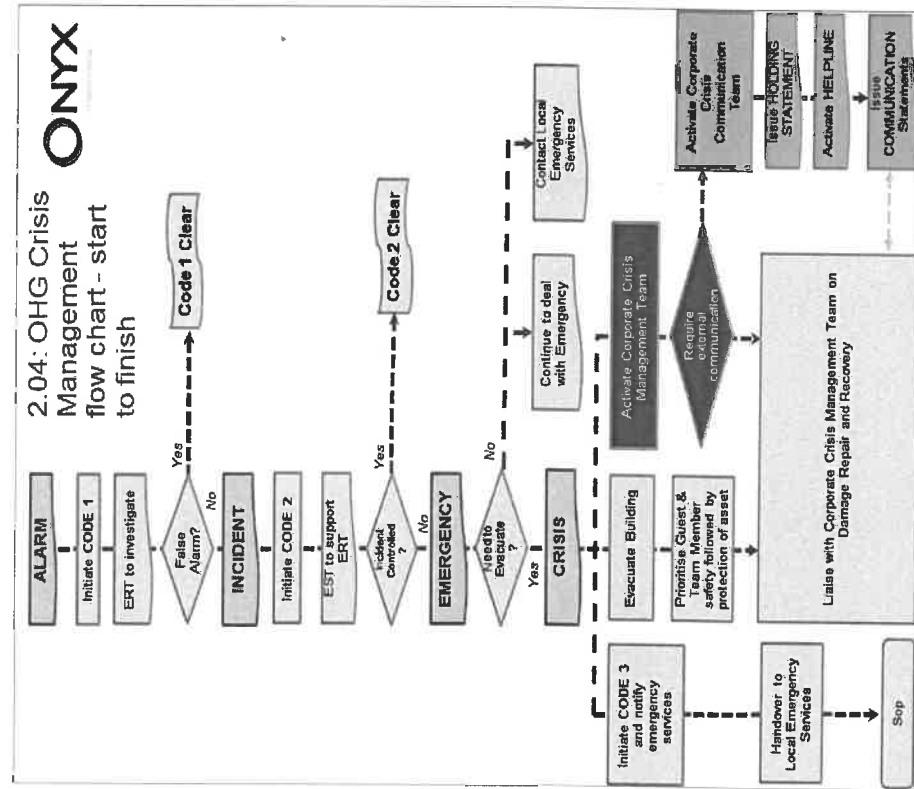 2.04: OHG Crisis
Management
flow chart - start
to finish
ONYX
ALARM
Initiate CODE 1
ERT to investigate
False
Alarm?
Yes
Code 1 Clear
No
INCIDENT
Initiate CODE 2
EST to support
ERT
Incident
Controlled
?
Yes
Code 2 Clear
No
EMERGENCY
Need to
Evacuate
?
No
Continue to deal
with Emergency
Contact Local
Emergency
Services
Yes
CRISIS
Initiate CODE 3
and notify
emergency
services
Handover to
Local Emergency
Services
Sop
Evacuate Building
Prioritise Guest &
Team Member
safety followed by
protection of asset
Activate Corporate Crisis
Management Team
Require
external
communication
Activate Corporate
Crisis
Communication
Team
Issue HOLDING
STATEMENT
Activate HELPLINE
Issue
COMMUNICATION
Statements
Liaise with Corporate Crisis Management Team on
Damage Repair and Recovery